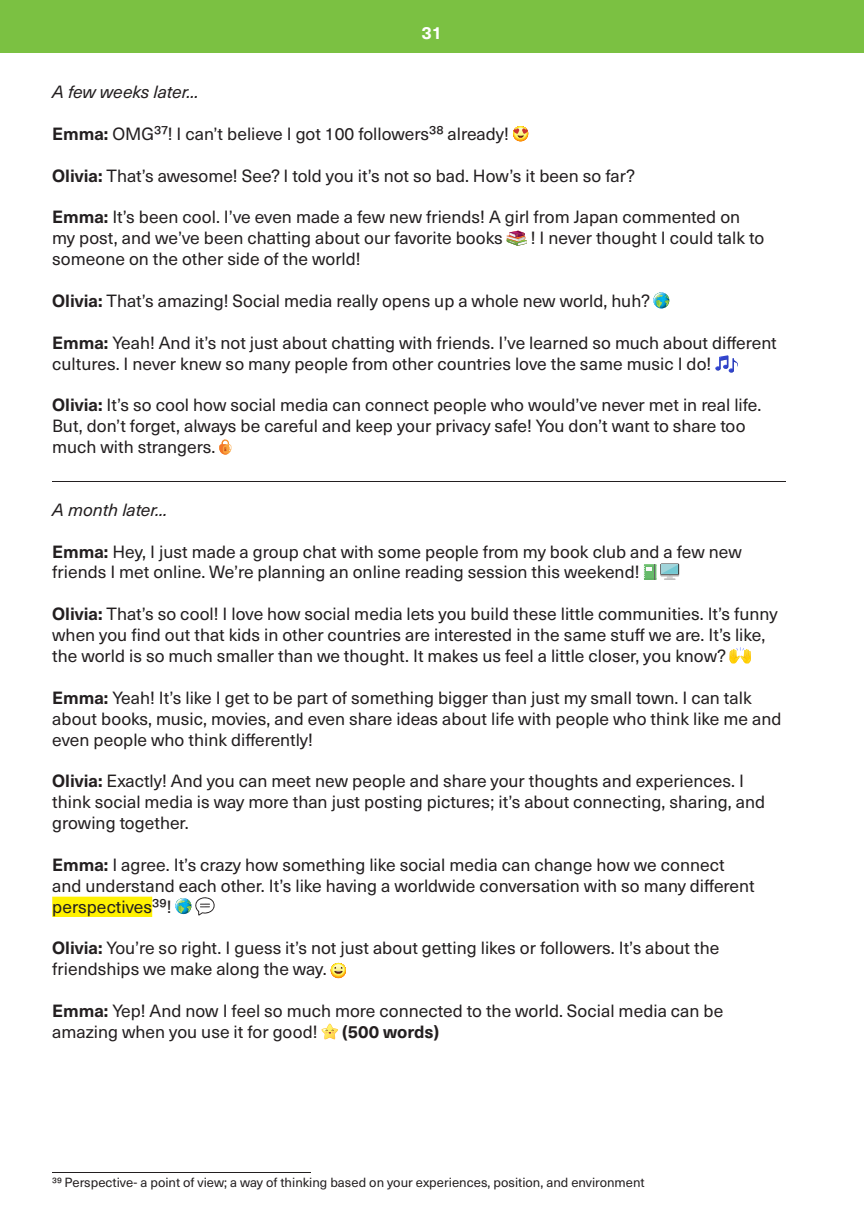 31
A few weeks later...
Emma: OMG³⁷! I can't believe I got 100 followers³⁸ already! 😍
Olivia: That's awesome! See? I told you it's not so bad. How's it been so far?
Emma: It's been cool. I've even made a few new friends! A girl from Japan commented on
my post, and we've been chatting about our favorite books 📚 ! I never thought I could talk to
someone on the other side of the world!
Olivia: That's amazing! Social media really opens up a whole new world, huh? 🌍
Emma: Yeah! And it's not just about chatting with friends. I've learned so much about different
cultures. I never knew so many people from other countries love the same music I do! 🎵
Olivia: It's so cool how social media can connect people who would've never met in real life.
But, don't forget, always be careful and keep your privacy safe! You don't want to share too
much with strangers. 🔒
A month later...
Emma: Hey, I just made a group chat with some people from my book club and a few new
friends I met online. We're planning an online reading session this weekend! 📗🖥️
Olivia: That's so cool! I love how social media lets you build these little communities. It's funny
when you find out that kids in other countries are interested in the same stuff we are. It's like,
the world is so much smaller than we thought. It makes us feel a little closer, you know? 🙌
Emma: Yeah! It's like I get to be part of something bigger than just my small town. I can talk
about books, music, movies, and even share ideas about life with people who think like me and
even people who think differently!
Olivia: Exactly! And you can meet new people and share your thoughts and experiences. I
think social media is way more than just posting pictures; it's about connecting, sharing, and
growing together.
Emma: I agree. It's crazy how something like social media can change how we connect
and understand each other. It's like having a worldwide conversation with so many different
perspectives³⁹! 🌍💬
Olivia: You're so right. I guess it's not just about getting likes or followers. It's about the
friendships we make along the way. 😃
Emma: Yep! And now I feel so much more connected to the world. Social media can be
amazing when you use it for good! 🌟 (500 words)
³⁹ Perspective- a point of view; a way of thinking based on your experiences, position, and environment